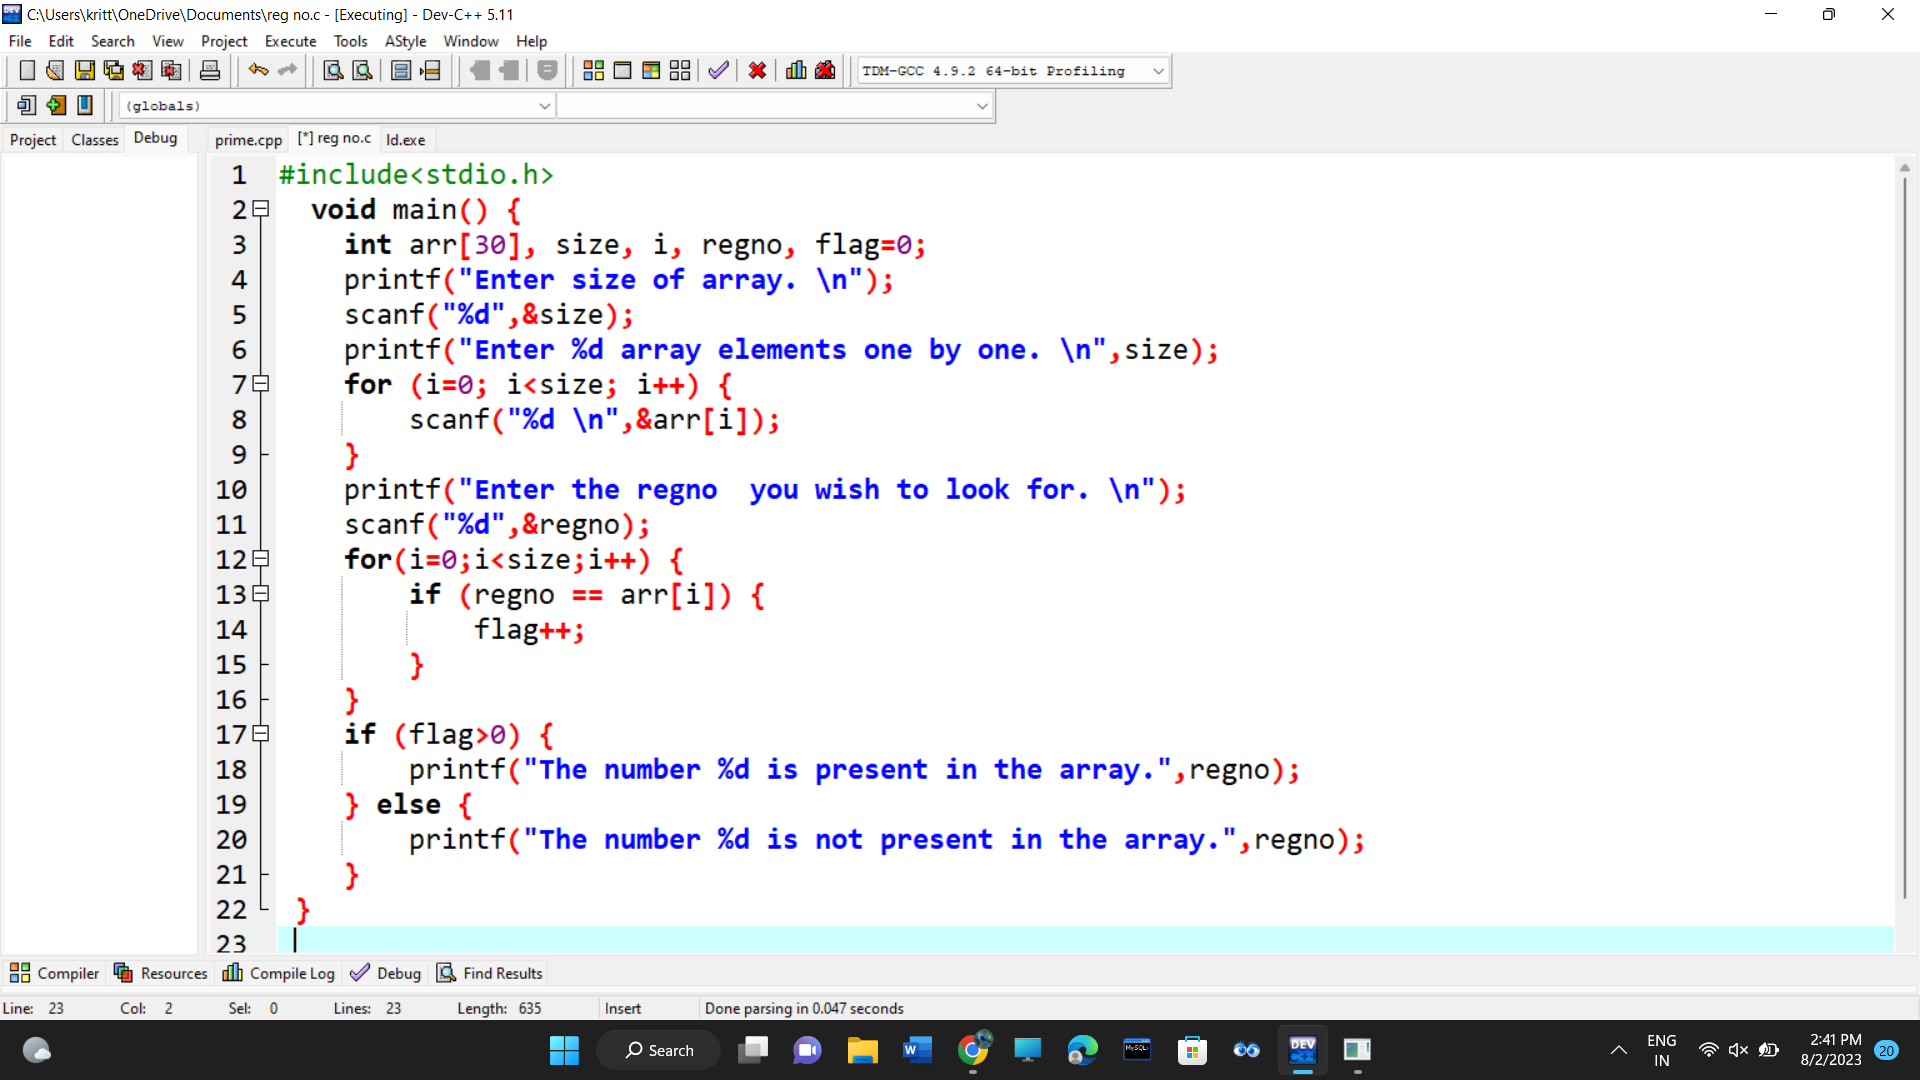 C:\Users\kritt\OneDrive\Documents\reg no.c - [Executing] - Dev-C++ 5.11
File Edit Search View Project Execute Tools AStyle Window Help
TDM-GCC 4.9.2 64-bit Profiling
(globals)
Project Classes Debug prime.cpp [*] reg no.c ld.exe
1 #include<stdio.h>
2 void main() {
3 int arr[30], size, i, regno, flag=0;
4 printf("Enter size of array. \n");
5 scanf("%d",&size);
6 printf("Enter %d array elements one by one. \n",size);
7 for (i=0; i<size; i++) {
8 scanf("%d \n",&arr[i]);
9 }
10 printf("Enter the regno  you wish to look for. \n");
11 scanf("%d",&regno);
12 for(i=0;i<size;i++) {
13 if (regno == arr[i]) {
14 flag++;
15 }
16 }
17 if (flag>0) {
18 printf("The number %d is present in the array.",regno);
19 } else {
20 printf("The number %d is not present in the array.",regno);
21 }
22 }
23
Compiler Resources Compile Log Debug Find Results
Line: 23 Col: 2 Sel: 0 Lines: 23 Length: 635 Insert Done parsing in 0.047 seconds
Search
W
MySQL
DEV C++
ENG
IN
2:41 PM
8/2/2023
20